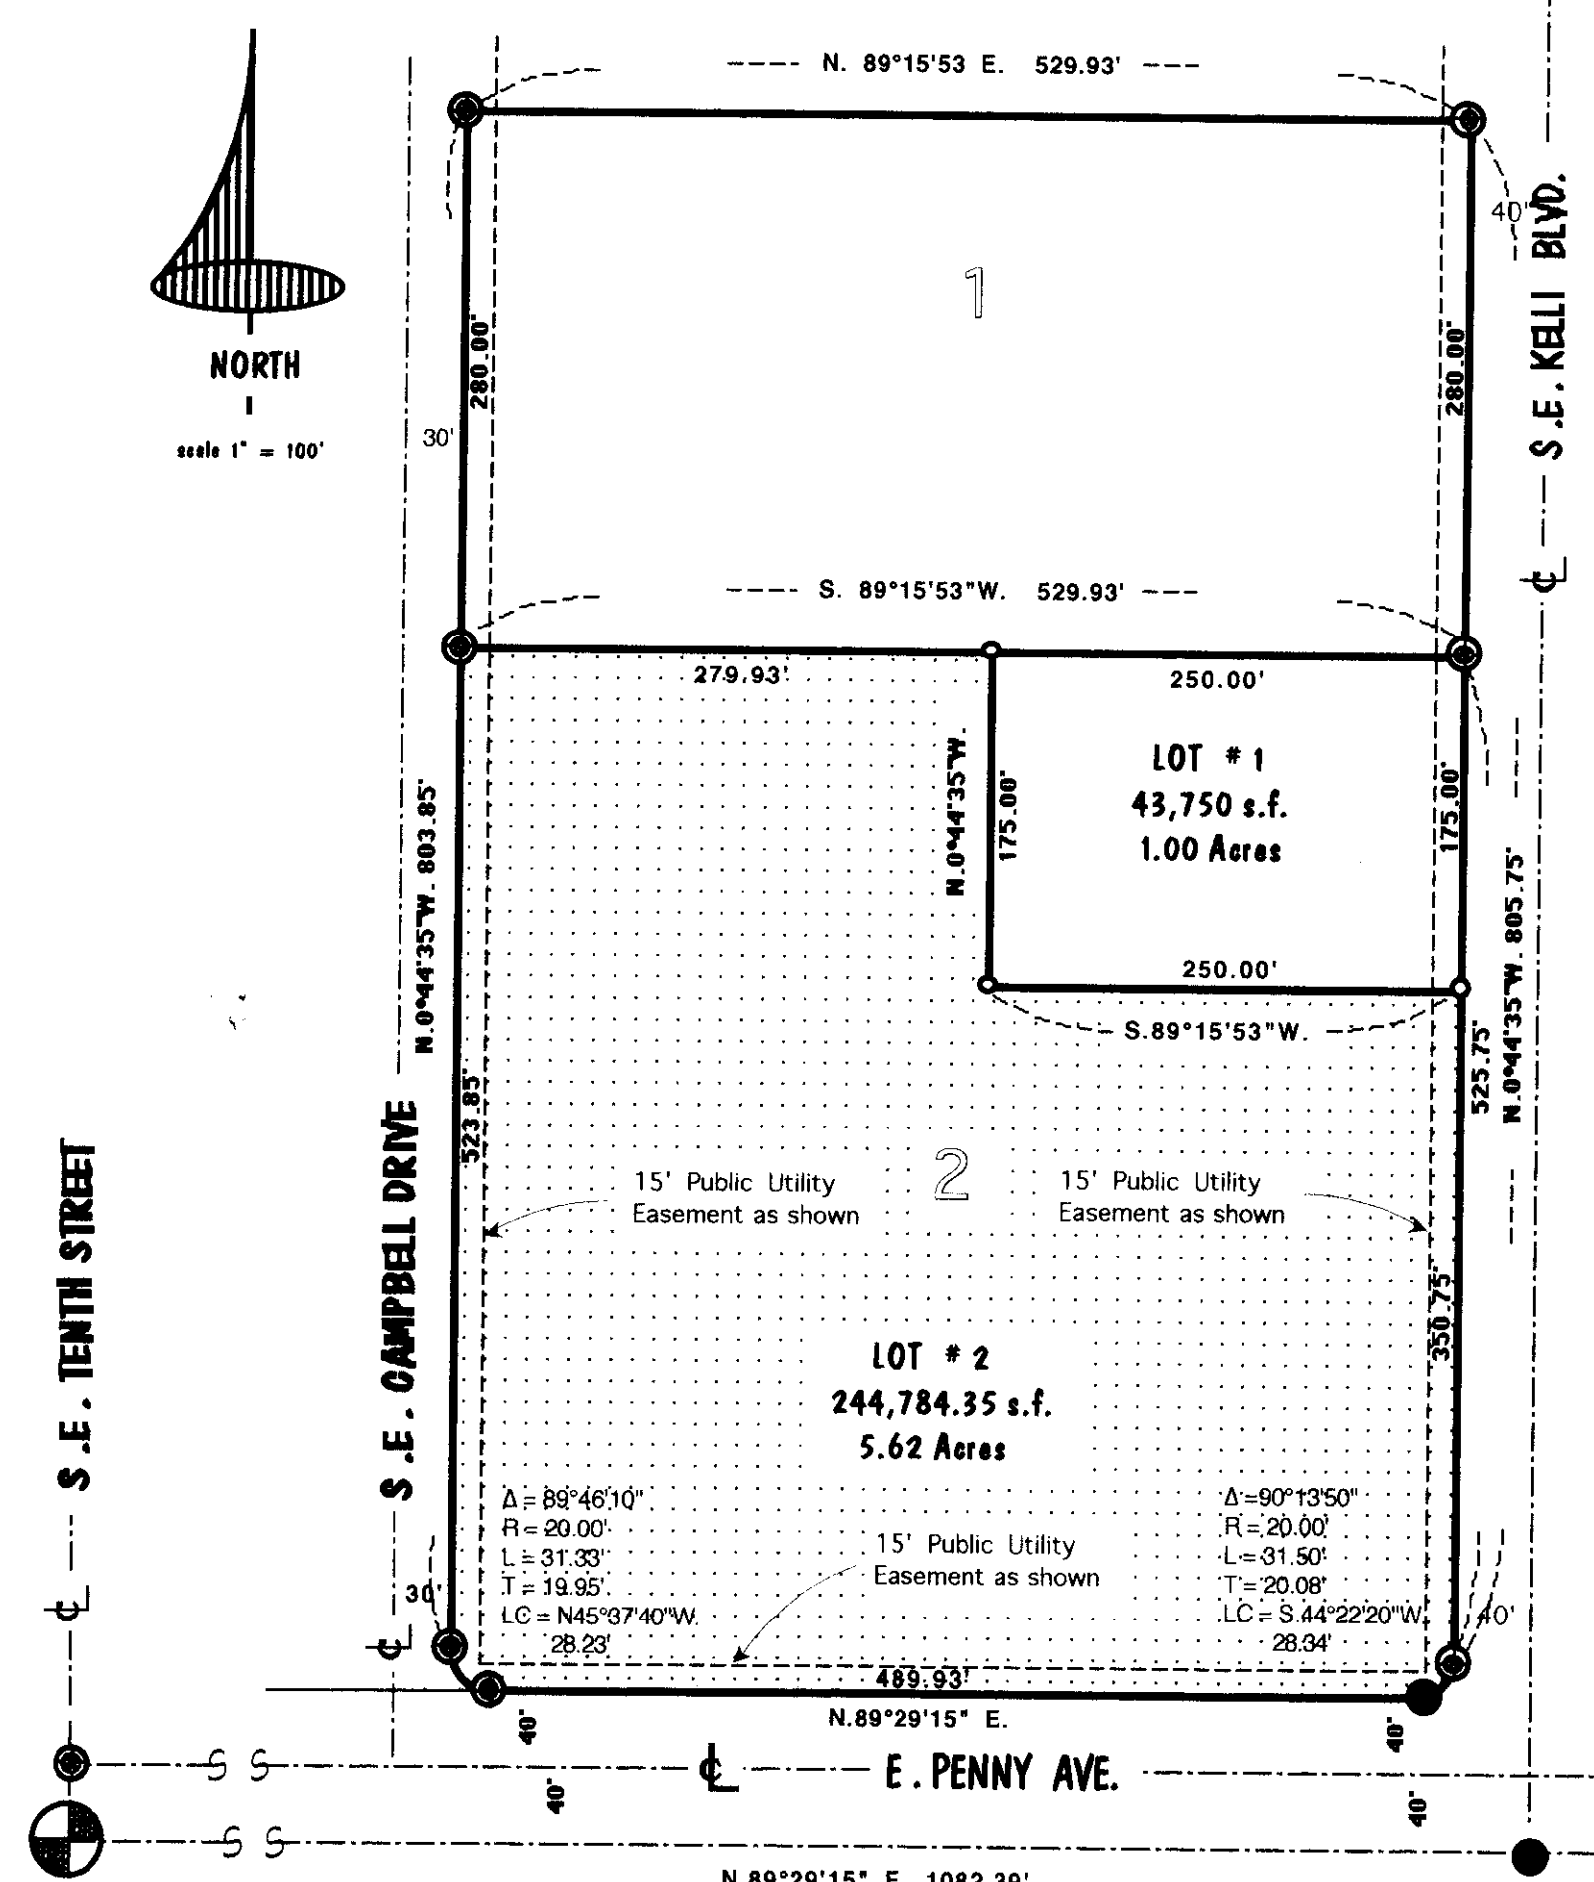 N. 89°15'53 E. 529.93'
40'
NORTH
scale 1" = 100'
1
280.00'
280.00'
30'
S.E. KELLI BLVD.
S. 89°15'53"W. 529.93'
279.93'
250.00'
N.0°44'35"W.
175.00'
LOT #1
43,750 s.f.
1.00 Acres
175.00'
N.0°44'35"W. 803.85'
N.0°44'35"W. 805.75'
250.00'
S.89°15'53"W.
523.85'
525.75'
S.E. TENTH STREET
S.E. CAMPBELL DRIVE
2
15' Public Utility
Easement as shown
15' Public Utility
Easement as shown
350.75'
LOT #2
244,784.35 s.f.
5.62 Acres
Δ = 89°46'10"
R = 20.00'
L = 31.33'
T = 19.95'
LC = N45°37'40"W.
28.23'
15' Public Utility
Easement as shown
Δ =90°13'50"
R = 20.00'
L = 31.50'
T = 20.08'
LC = S.44°22'20"W.
28.34'
30'
40'
489.93'
N.89°29'15" E.
40'
40'
E. PENNY AVE.
40'
40'
N.89°29'15" E. 1082.39'